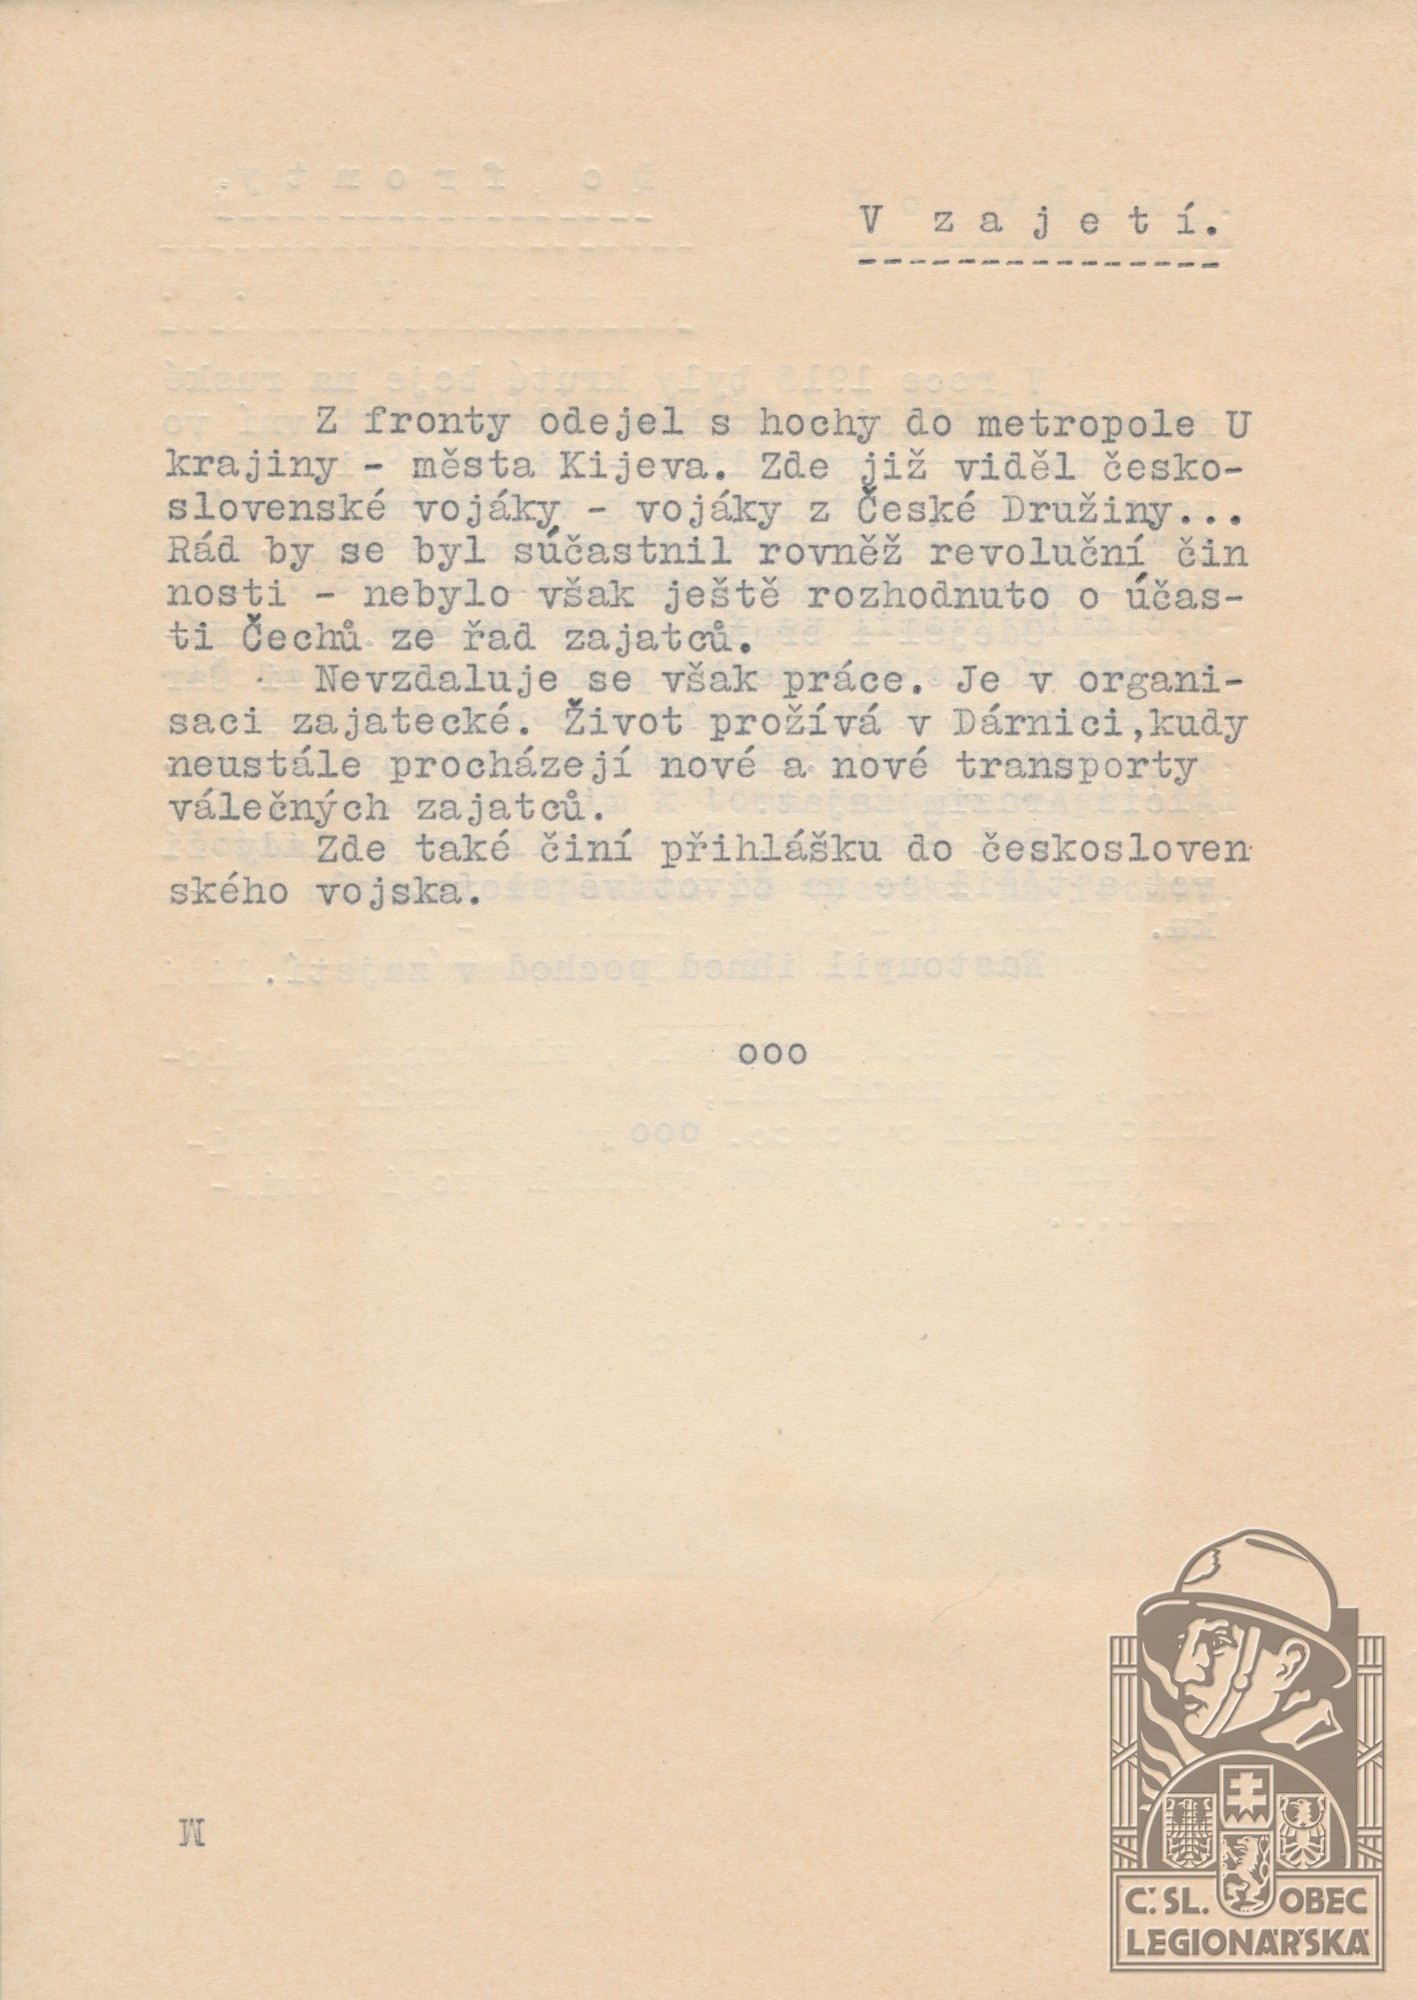 V zajetí.
Z fronty odejel s hochy do metropole U
krajiny - města Kijeva. Zde již viděl česko-
slovenské vojáky - vojáky z České Družiny...
Rád by se byl súčastnil rovněž revoluční čin
nosti - nebylo však ještě rozhodnuto o účas-
ti Čechů ze řad zajatců.
Nevzdaluje se však práce. Je v organi-
saci zajatecké. Život prožívá v Dárnici,kudy
neustále procházejí nové a nové transporty
válečných zajatců.
Zde také činí přihlášku do českosloven
ského vojska.
ooo
M
Č.SL. OBEC
LEGIONÁŘSKÁ